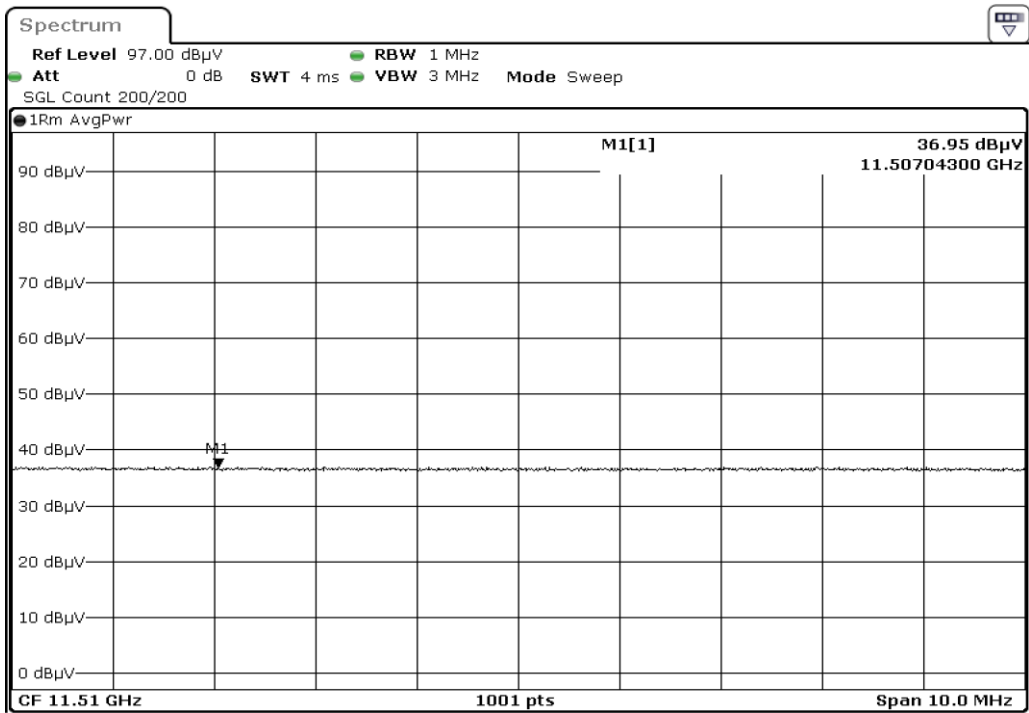 Spectrum
Ref Level 97.00 dBµV RBW 1 MHz
Att 0 dB SWT 4 ms VBW 3 MHz Mode Sweep
SGL Count 200/200
1Rm AvgPwr
M1[1] 36.95 dBµV
11.50704300 GHz
90 dBµV
80 dBµV
70 dBµV
60 dBµV
50 dBµV
40 dBµV
M1
30 dBµV
20 dBµV
10 dBµV
0 dBµV
CF 11.51 GHz 1001 pts Span 10.0 MHz